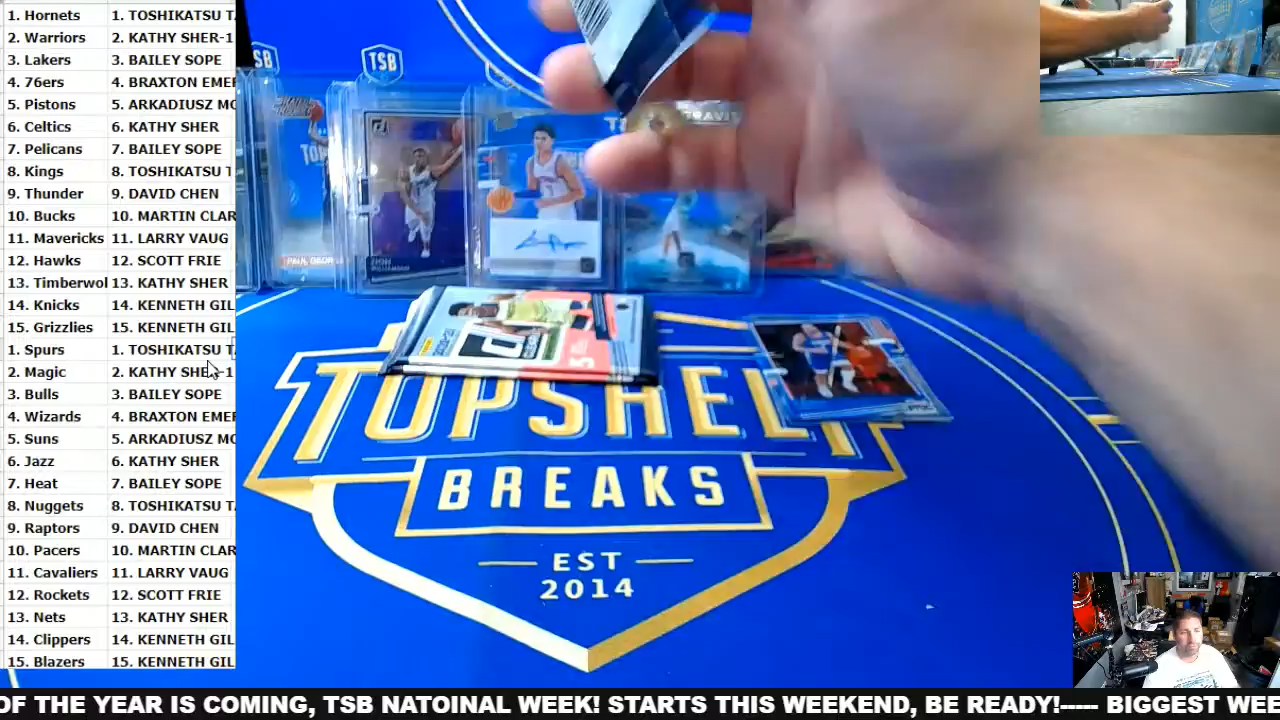 1. Hornets 1. TOSHIKATSU T
2. Warriors 2. KATHY SHER-1
3. Lakers 3. BAILEY SOPE
4. 76ers 4. BRAXTON EMER
5. Pistons 5. ARKADIUSZ MO
6. Celtics 6. KATHY SHER
7. Pelicans 7. BAILEY SOPE
8. Kings 8. TOSHIKATSU T
9. Thunder 9. DAVID CHEN
10. Bucks 10. MARTIN CLAR
11. Mavericks 11. LARRY VAUG
12. Hawks 12. SCOTT FRIE
13. Timberwol 13. KATHY SHER
14. Knicks 14. KENNETH GIL
15. Grizzlies 15. KENNETH GIL
1. Spurs 1. TOSHIKATSU T
2. Magic 2. KATHY SHER-1
3. Bulls 3. BAILEY SOPE
4. Wizards 4. BRAXTON EMER
5. Suns 5. ARKADIUSZ MO
6. Jazz 6. KATHY SHER
7. Heat 7. BAILEY SOPE
8. Nuggets 8. TOSHIKATSU T
9. Raptors 9. DAVID CHEN
10. Pacers 10. MARTIN CLAR
11. Cavaliers 11. LARRY VAUG
12. Rockets 12. SCOTT FRIE
13. Nets 13. KATHY SHER
14. Clippers 14. KENNETH GIL
15. Blazers 15. KENNETH GIL
SB
TSB
ZION
WILLIAMSON
TOPSHEL
BREAKS
EST
2014
OF THE YEAR IS COMING, TSB NATOINAL WEEK! STARTS THIS WEEKEND, BE READY!----- BIGGEST WEE